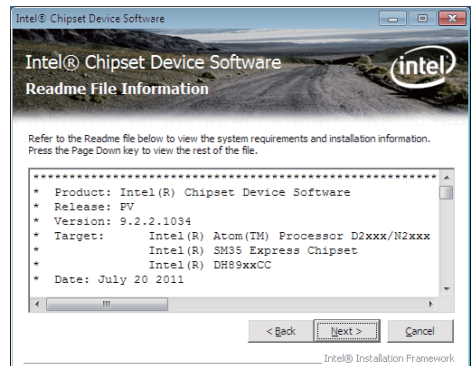 Intel® Chipset Device Software
Intel® Chipset Device Software
(intel)
Readme File Information
Refer to the Readme file below to view the system requirements and installation information.
Press the Page Down key to view the rest of the file.
************************************************
* Product: Intel(R) Chipset Device Software
* Release: PV
* Version: 9.2.2.1034
* Target: Intel(R) Atom(TM) Processor D2xxx/N2xxx
* Intel(R) SM35 Express Chipset
* Intel(R) DH89xxCC
* Date: July 20 2011
< Back Next > Cancel
Intel® Installation Framework